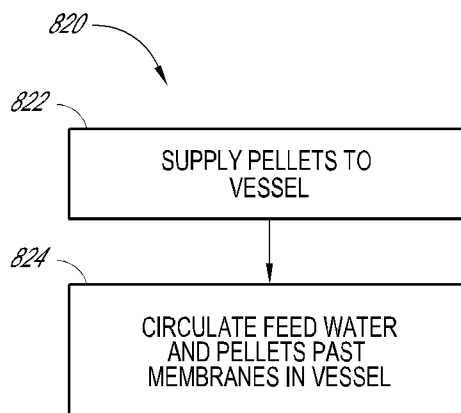 820
822
SUPPLY PELLETS TO
VESSEL
824
CIRCULATE FEED WATER
AND PELLETS PAST
MEMBRANES IN VESSEL